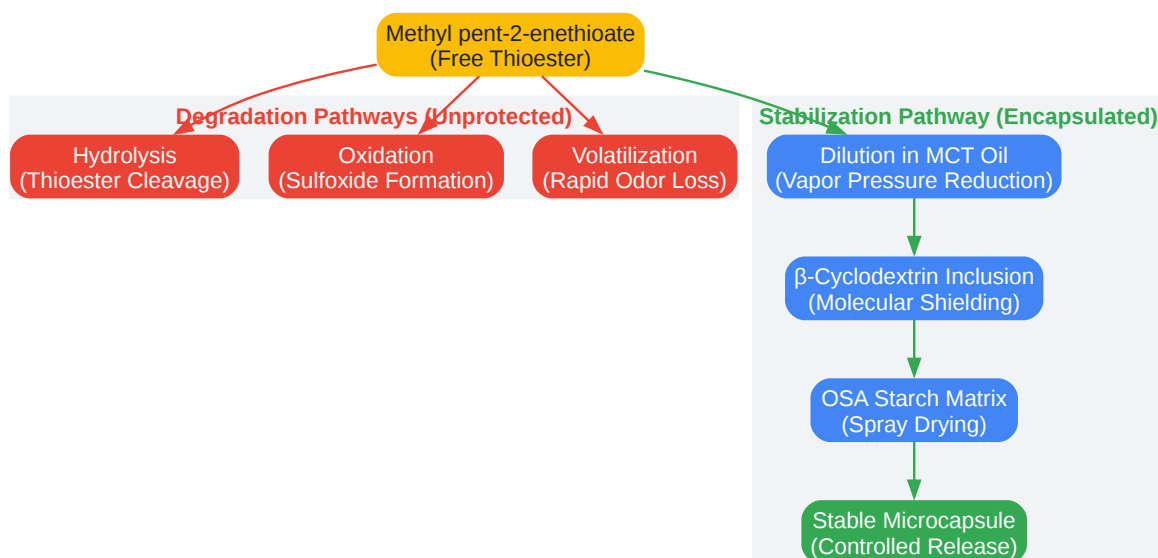 Methyl pent-2-enethioate
(Free Thioester)
Degradation Pathways (Unprotected)
Hydrolysis
(Thioester Cleavage)
Oxidation
(Sulfoxide Formation)
Volatilization
(Rapid Odor Loss)
Stabilization Pathway (Encapsulated)
Dilution in MCT Oil
(Vapor Pressure Reduction)
β-Cyclodextrin Inclusion
(Molecular Shielding)
OSA Starch Matrix
(Spray Drying)
Stable Microcapsule
(Controlled Release)